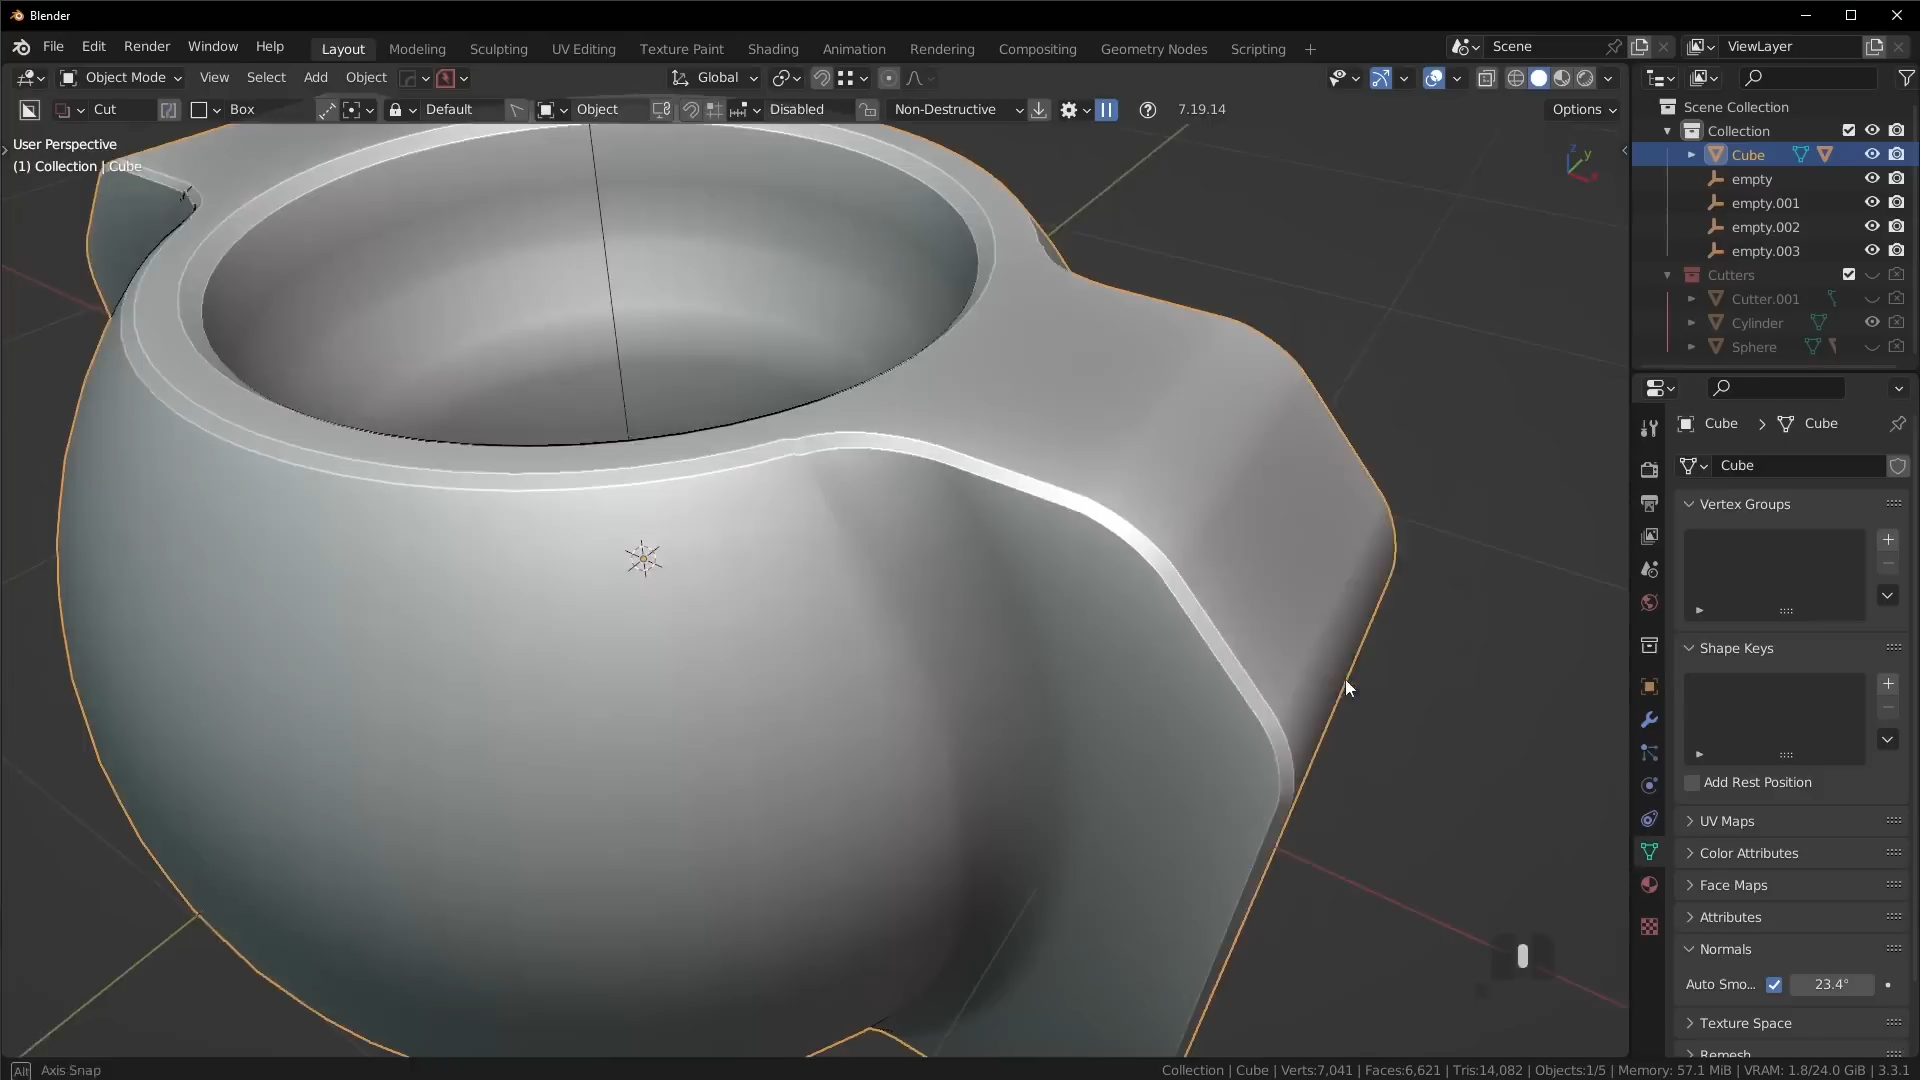 Blender
File Edit Render Window Help
Layout Modeling Sculpting UV Editing Texture Paint Shading Animation Rendering Compositing Geometry Nodes Scripting +
Scene
ViewLayer
Object Mode View Select Add Object
Global
Cut Box Default Object Disabled Non-Destructive 7.19.14
Options
User Perspective
(1) Collection | Cube
z
y
Scene Collection
Collection
Cube
empty
empty.001
empty.002
empty.003
Cutters
Cutter.001
Cylinder
Sphere
Cube > Cube
Cube
Vertex Groups
Shape Keys
Add Rest Position
UV Maps
Color Attributes
Face Maps
Attributes
Normals
Auto Smo... 23.4°
Texture Space
Remesh
Alt Axis Snap
Collection | Cube | Verts:7,041 | Faces:6,621 | Tris:14,082 | Objects:1/5 | Memory: 57.1 MiB | VRAM: 1.8/24.0 GiB | 3.3.1